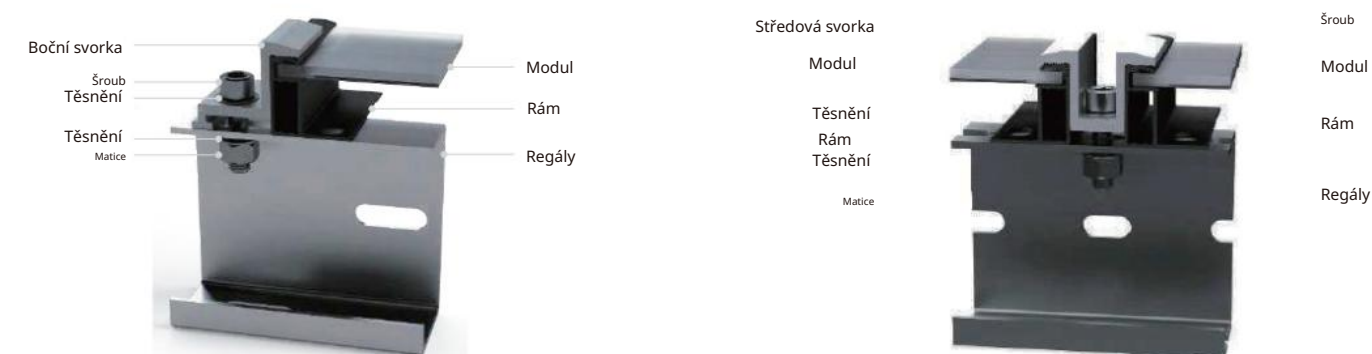 Boční svorka
Šroub
Těsnění
Těsnění
Matice
Modul
Rám
Regály
Středová svorka
Modul
Těsnění
Rám
Těsnění
Matice
Šroub
Modul
Rám
Regály